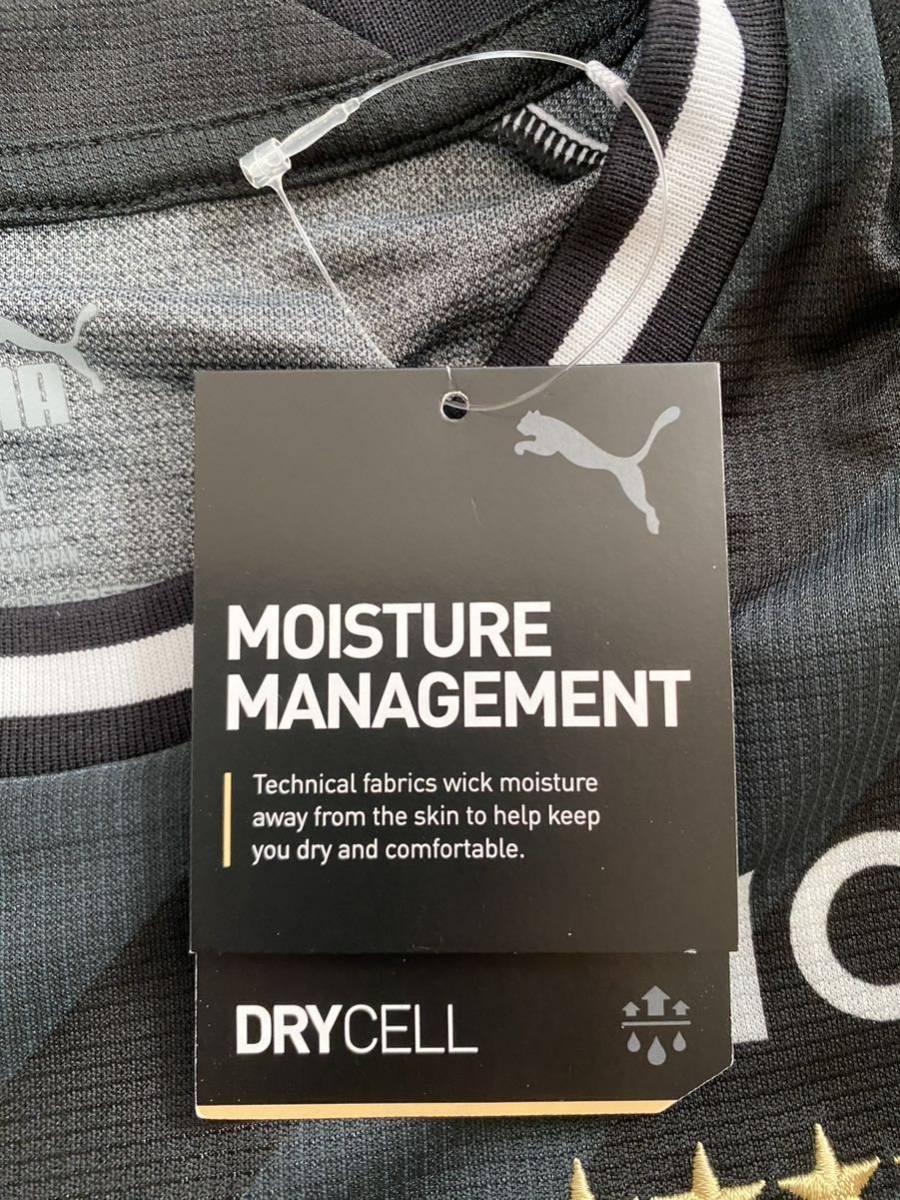 MOISTURE
MANAGEMENT
Technical fabrics wick moisture
away from the skin to help keep
you dry and comfortable.
DRYCELL